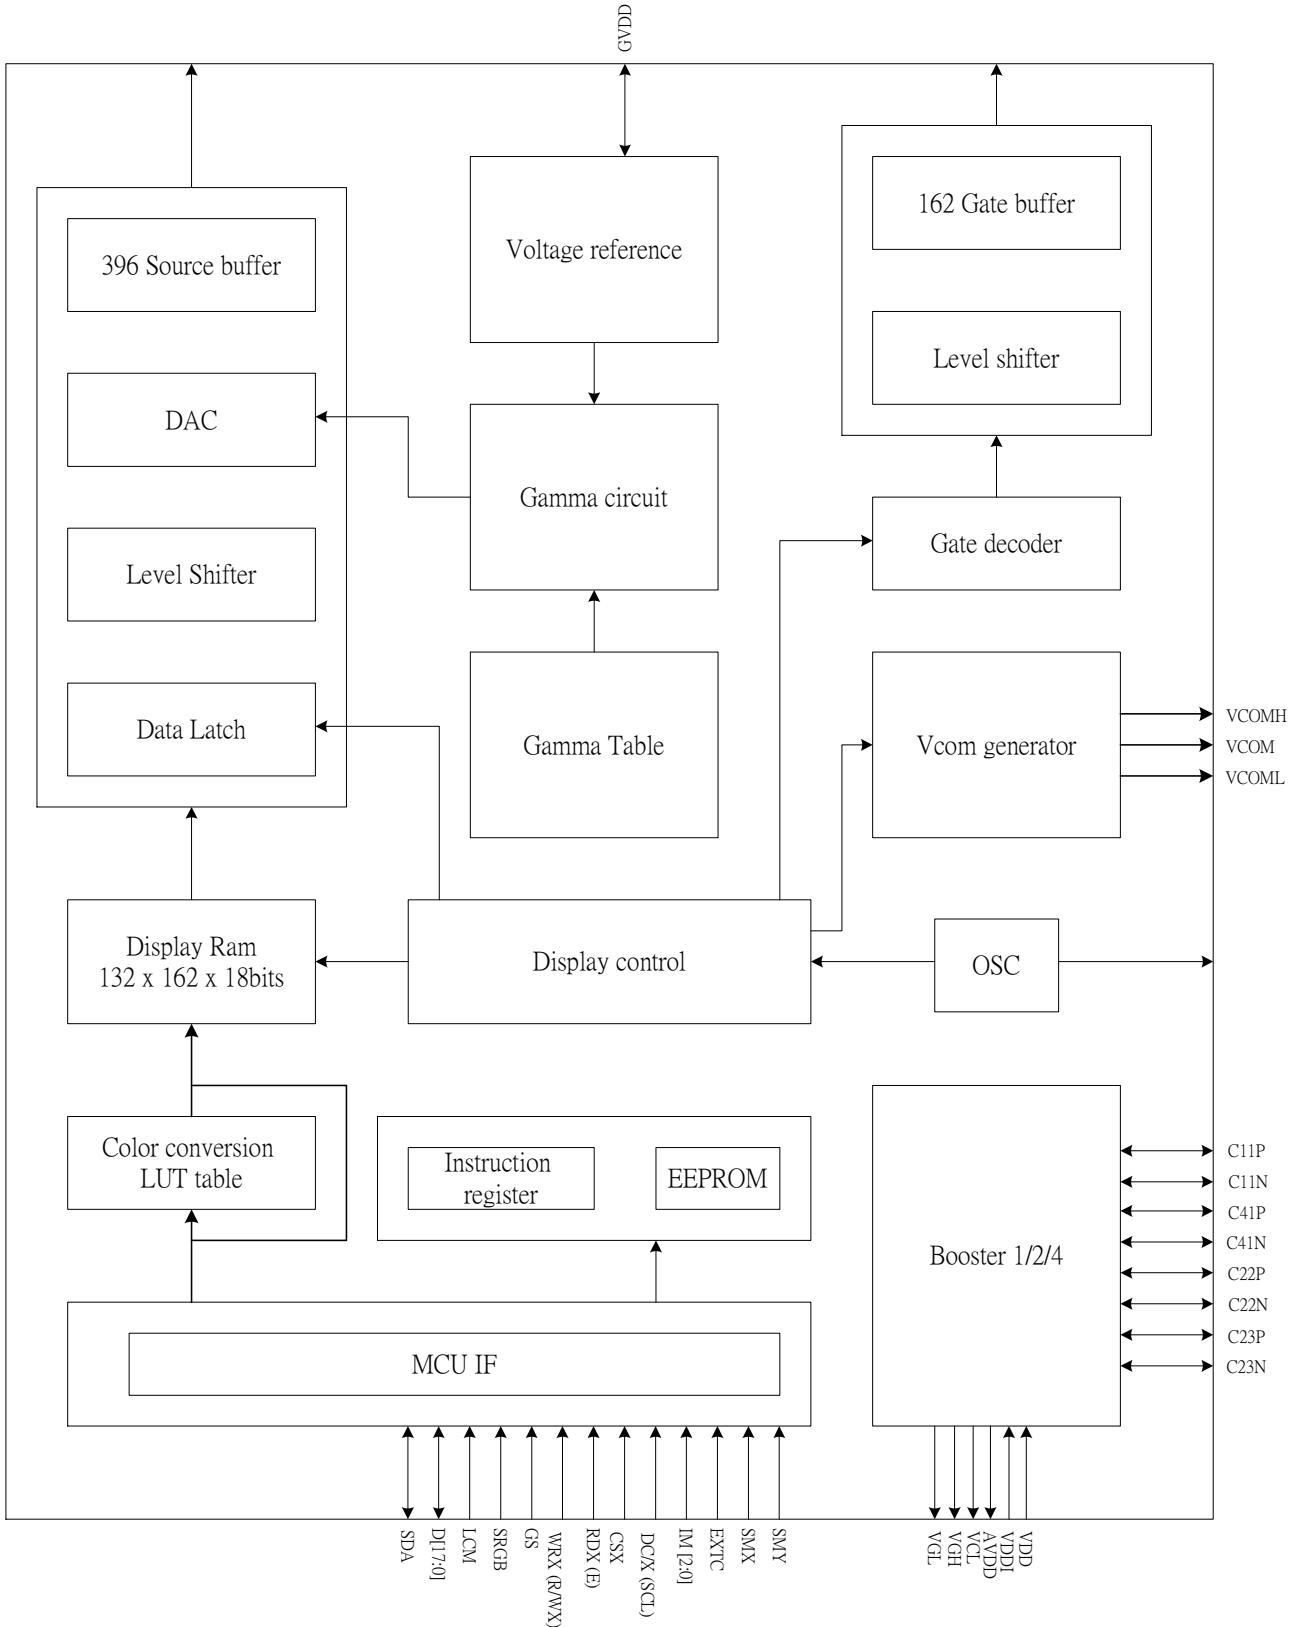 GVDD
396 Source buffer
DAC
Level Shifter
Data Latch
Voltage reference
Gamma circuit
Gamma Table
162 Gate buffer
Level shifter
Gate decoder
Vcom generator
VCOMH
VCOM
VCOML
Display Ram
132 x 162 x 18bits
Display control
OSC
Color conversion
LUT table
Instruction
register
EEPROM
MCU IF
Booster 1/2/4
C11P
C11N
C41P
C41N
C22P
C22N
C23P
C23N
SDA
D[17:0]
LCM
SRGB
GS
WRX (R/WX)
RDX (E)
CSX
DC/X (SCL)
IM [2:0]
EXTC
SMX
SMY
VGL
VGH
VCL
AVDD
VDDI
VDD